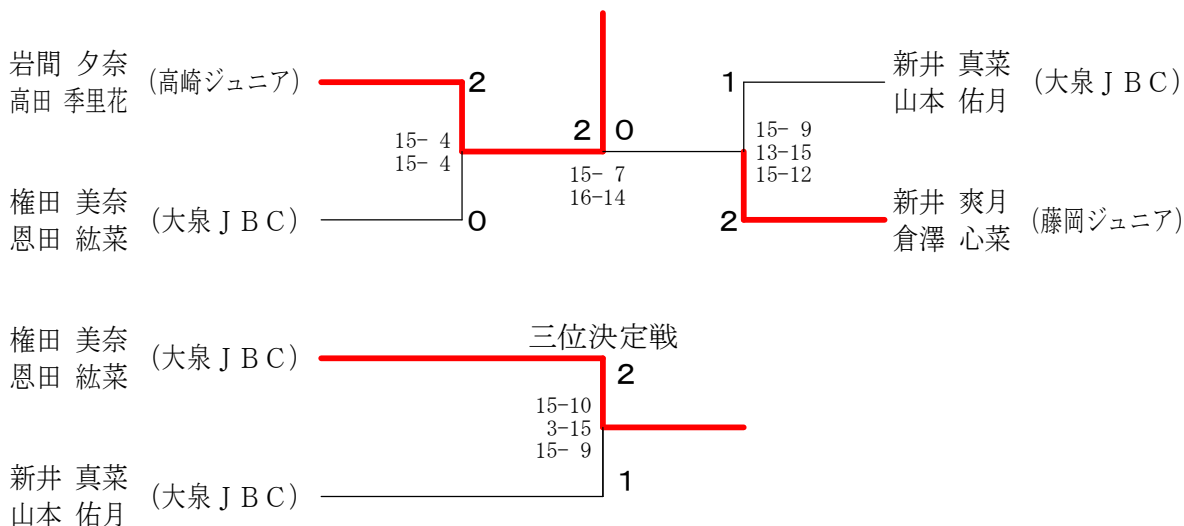 岩間 夕奈
高田 季里花
(高崎ジュニア)
2
15- 4
15- 4
権田 美奈
恩田 紘菜
(大泉ＪＢＣ)
0
2 0
15- 7
16-14
1
新井 真菜
山本 佑月
(大泉ＪＢＣ)
15- 9
13-15
15-12
2
新井 爽月
倉澤 心菜
(藤岡ジュニア)
三位決定戦
権田 美奈
恩田 紘菜
(大泉ＪＢＣ)
2
15-10
3-15
15- 9
新井 真菜
山本 佑月
(大泉ＪＢＣ)
1